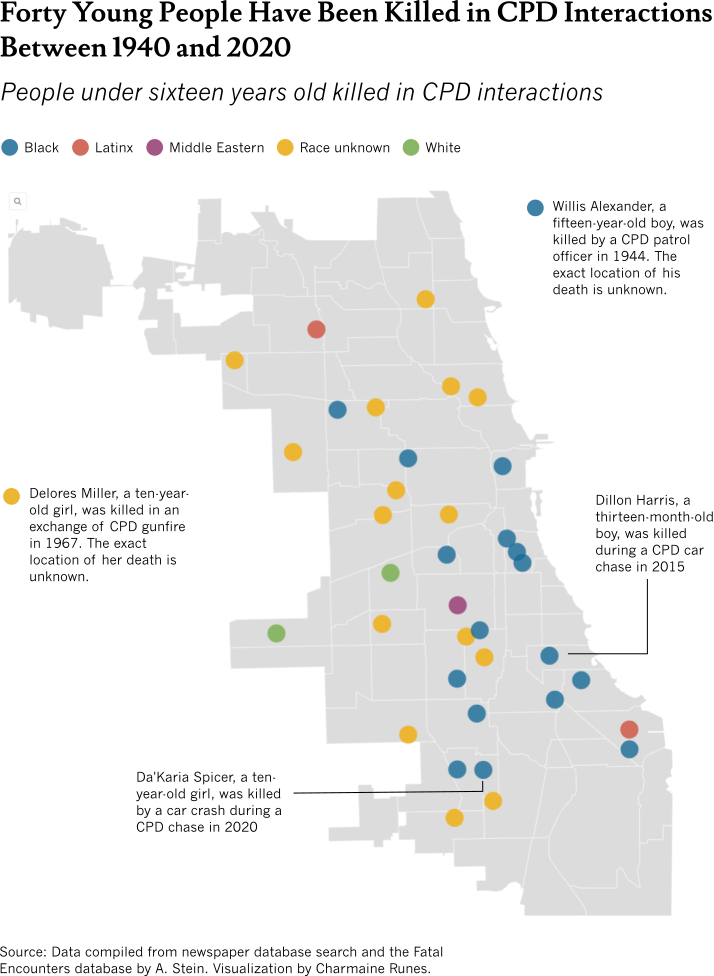 Forty Young People Have Been Killed in CPD Interactions
Between 1940 and 2020
People under sixteen years old killed in CPD interactions
Black Latinx Middle Eastern Race unknown White
Willis Alexander, a
fifteen-year-old boy, was
killed by a CPD patrol
officer in 1944. The
exact location of his
death is unknown.
Delores Miller, a ten-year-
old girl, was killed in an
exchange of CPD gunfire
in 1967. The exact
location of her death is
unknown.
Dillon Harris, a
thirteen-month-old
boy, was killed
during a CPD car
chase in 2015
Da'Karia Spicer, a ten-
year-old girl, was killed
by a car crash during a
CPD chase in 2020
Source: Data compiled from newspaper database search and the Fatal
Encounters database by A. Stein. Visualization by Charmaine Runes.